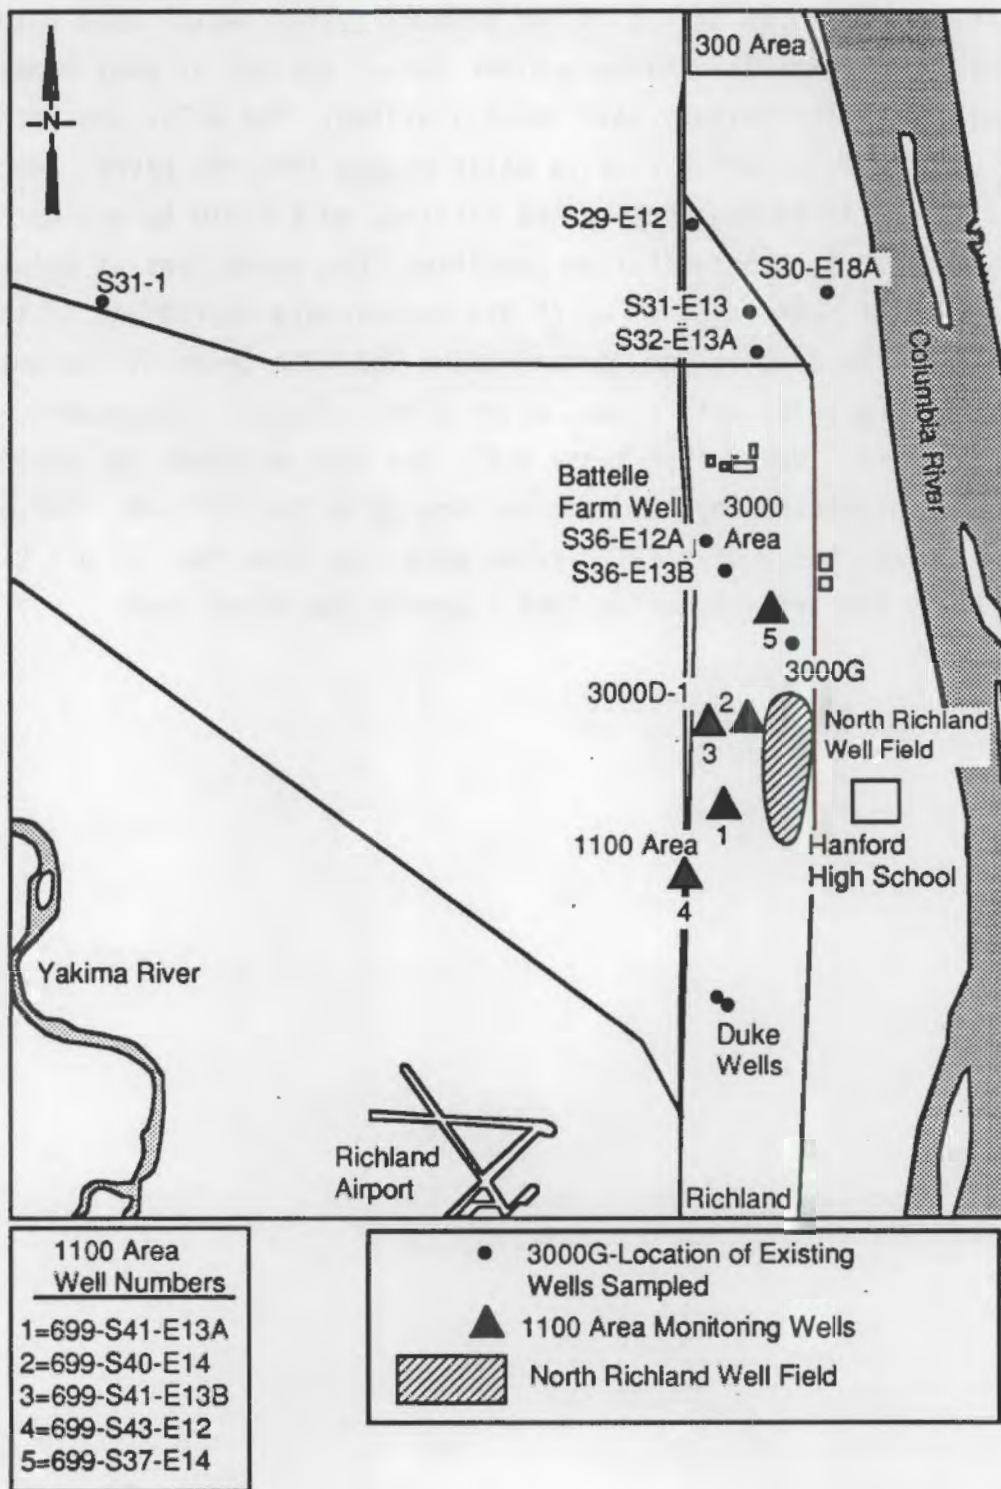 300 Area
N
S29-E12
S30-E18A
S31-1
S31-E13
S32-E13A
Columbia River
Battelle
Farm Well
3000
Area
S36-E12A
S36-E13B
5
3000G
3000D-1
2
3
North Richland
Well Field
1
1100 Area
Hanford
High School
4
Yakima River
Duke
Wells
Richland
Airport
Richland
1100 Area
Well Numbers
1=699-S41-E13A
2=699-S40-E14
3=699-S41-E13B
4=699-S43-E12
5=699-S37-E14
3000G-Location of Existing
Wells Sampled
1100 Area Monitoring Wells
North Richland Well Field